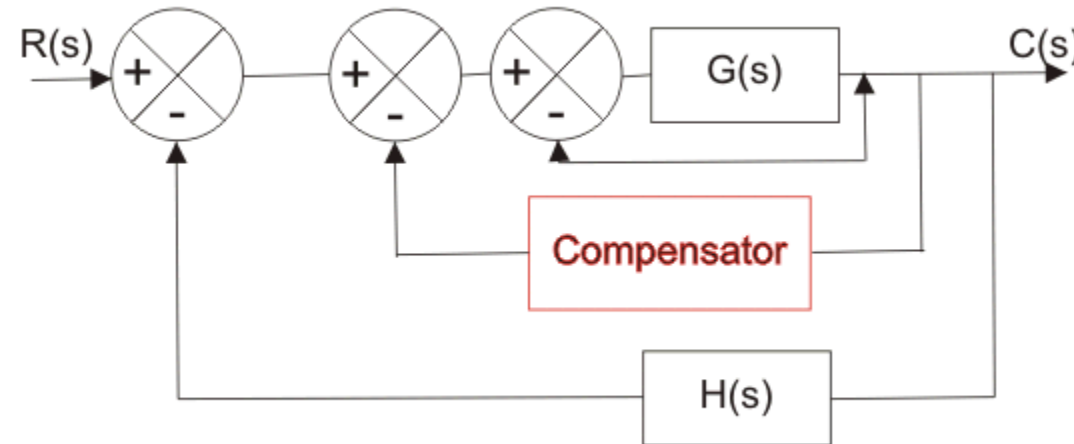 R(s)
+
-
+
-
+
-
G(s)
C(s)
Compensator
H(s)